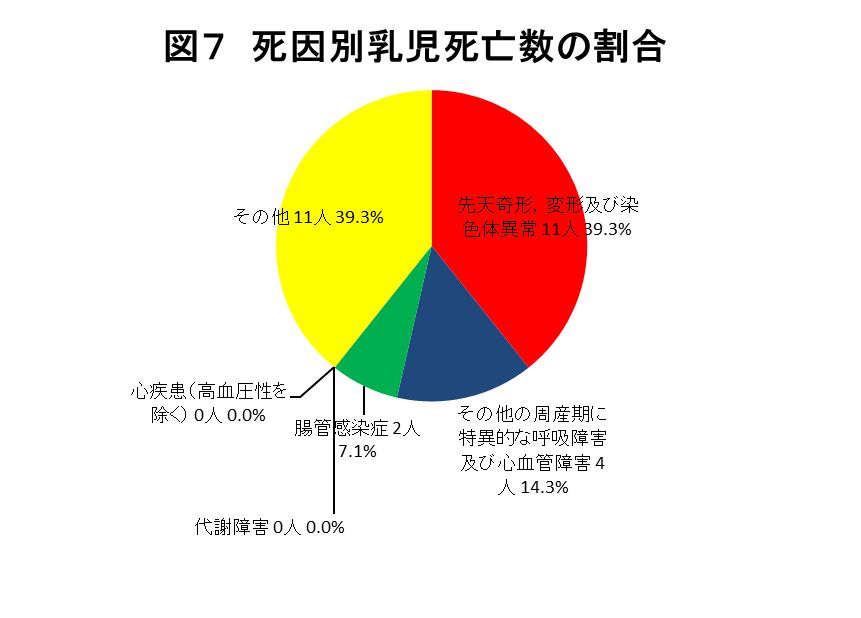 図７　死因別乳児死亡数の割合
その他 11人 39.3%
先天奇形，変形及び染
色体異常 11人 39.3%
心疾患（高血圧性を
除く） 0人 0.0%
腸管感染症 2人
7.1%
その他の周産期に
特異的な呼吸障害
及び心血管障害 4
人 14.3%
代謝障害 0人 0.0%